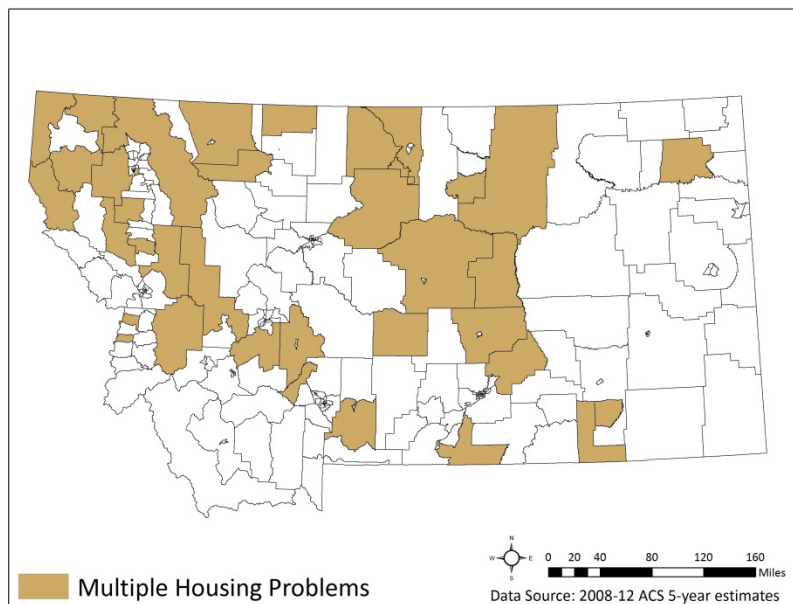 N
W E
S
0 20 40 80 120 160
Miles
Multiple Housing Problems
Data Source: 2008-12 ACS 5-year estimates